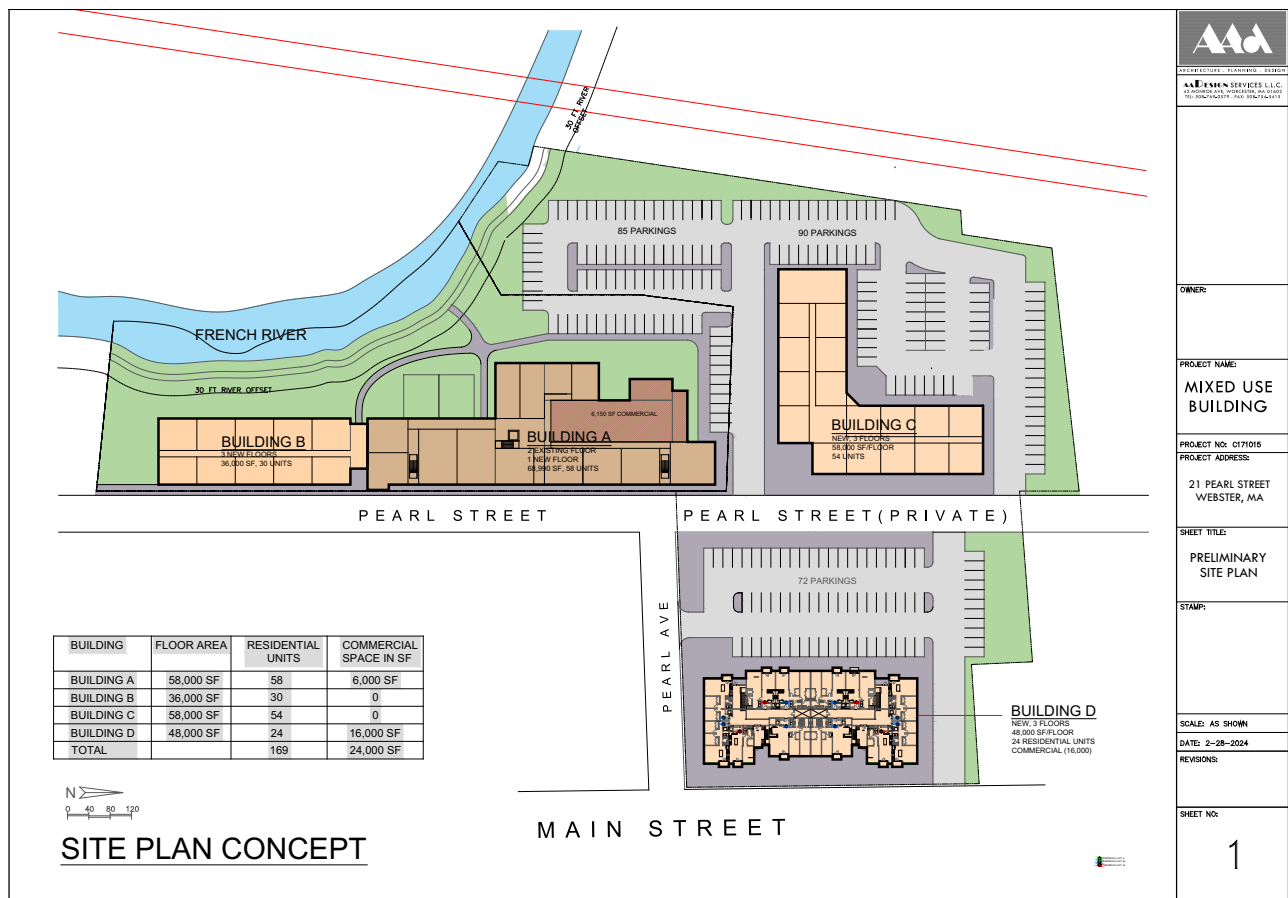 30 FT RIVER
OFFSET
85 PARKINGS
90 PARKINGS
FRENCH RIVER
30 FT RIVER OFFSET
6,150 SF COMMERCIAL
BUILDING B
3 NEW FLOORS
36,000 SF, 30 UNITS
BUILDING A
2 EXISTING FLOOR
1 NEW FLOOR
68,990 SF, 58 UNITS
BUILDING C
NEW, 3 FLOORS
58,000 SF/FLOOR
54 UNITS
PEARL STREET
PEARL STREET(PRIVATE)
72 PARKINGS
PEARL AVE
BUILDING D
NEW, 3 FLOORS
48,000 SF/FLOOR
24 RESIDENTIAL UNITS
COMMERCIAL (16,000)
MAIN STREET
BUILDING FLOOR AREA RESIDENTIAL UNITS COMMERCIAL SPACE IN SF
BUILDING A 58,000 SF 58 6,000 SF
BUILDING B 36,000 SF 30 0
BUILDING C 58,000 SF 54 0
BUILDING D 48,000 SF 24 16,000 SF
TOTAL 169 24,000 SF
N
0 40 80 120
SITE PLAN CONCEPT
AAd
ARCHITECTURE . PLANNING . DESIGN
AADESIGN SERVICES L.L.C.
OWNER:
PROJECT NAME:
MIXED USE
BUILDING
PROJECT NO: C171015
PROJECT ADDRESS:
21 PEARL STREET
WEBSTER, MA
SHEET TITLE:
PRELIMINARY
SITE PLAN
STAMP:
SCALE: AS SHOWN
DATE: 2-28-2024
REVISIONS:
SHEET NO:
1